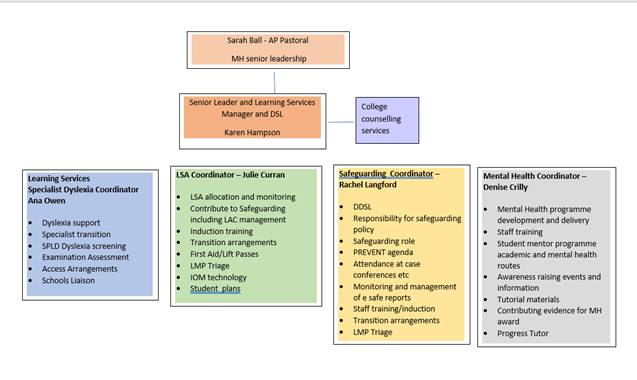 Sarah Ball - AP Pastoral
MH senior leadership
Senior Leader and Learning Services
Manager and DSL
Karen Hampson
College
counselling
services
Learning Services
Specialist Dyslexia Coordinator
Ana Owen
• Dyslexia support
• Specialist transition
• SPLD Dyslexia screening
• Examination Assessment
• Access Arrangements
• Schools Liaison
LSA Coordinator – Julie Curran
• LSA allocation and monitoring
• Contribute to Safeguarding
including LAC management
• Induction training
• Transition arrangements
• First Aid/Lift Passes
• LMP Triage
• IOM technology
• Student plans
Safeguarding Coordinator –
Rachel Langford
• DDSL
• Responsibility for safeguarding
policy
• Safeguarding role
• PREVENT agenda
• Attendance at case
conferences etc
• Monitoring and management
of e safe reports
• Staff training/induction
• Transition arrangements
• LMP Triage
Mental Health Coordinator –
Denise Crilly
• Mental Health programme
development and delivery
• Staff training
• Student mentor programme
academic and mental health
routes
• Awareness raising events and
information
• Tutorial materials
• Contributing evidence for MH
award
• Progress Tutor